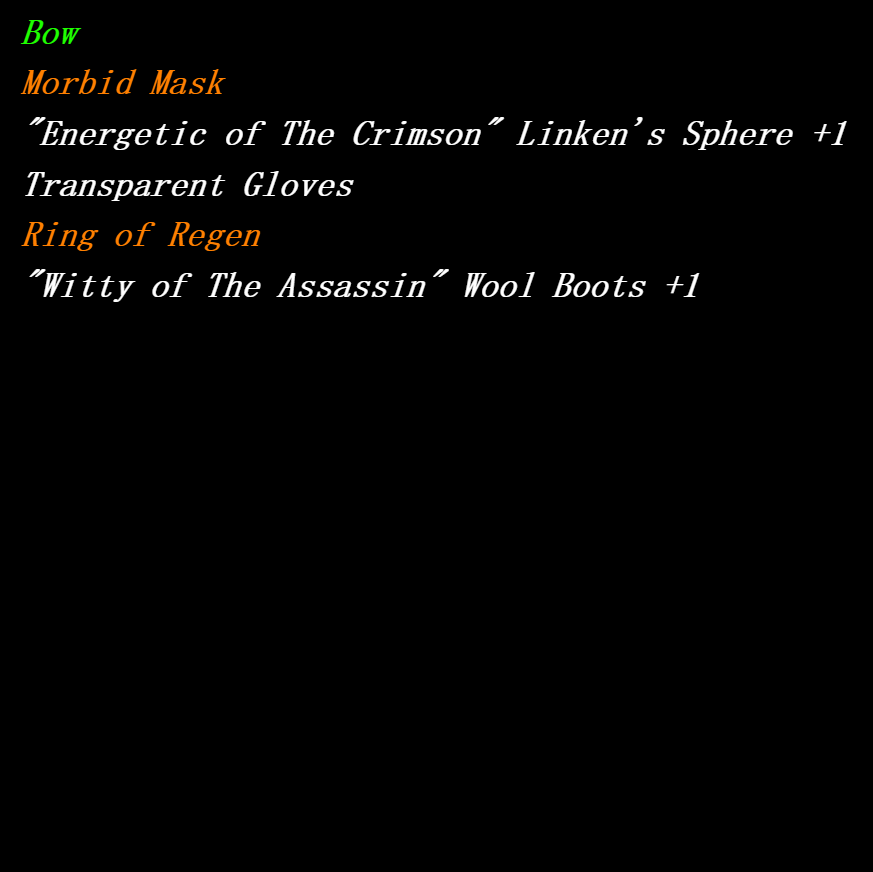 Bow
Morbid Mask
"Energetic of The Crimson" Linken's Sphere +1
Transparent Gloves
Ring of Regen
"Witty of The Assassin" Wool Boots +1